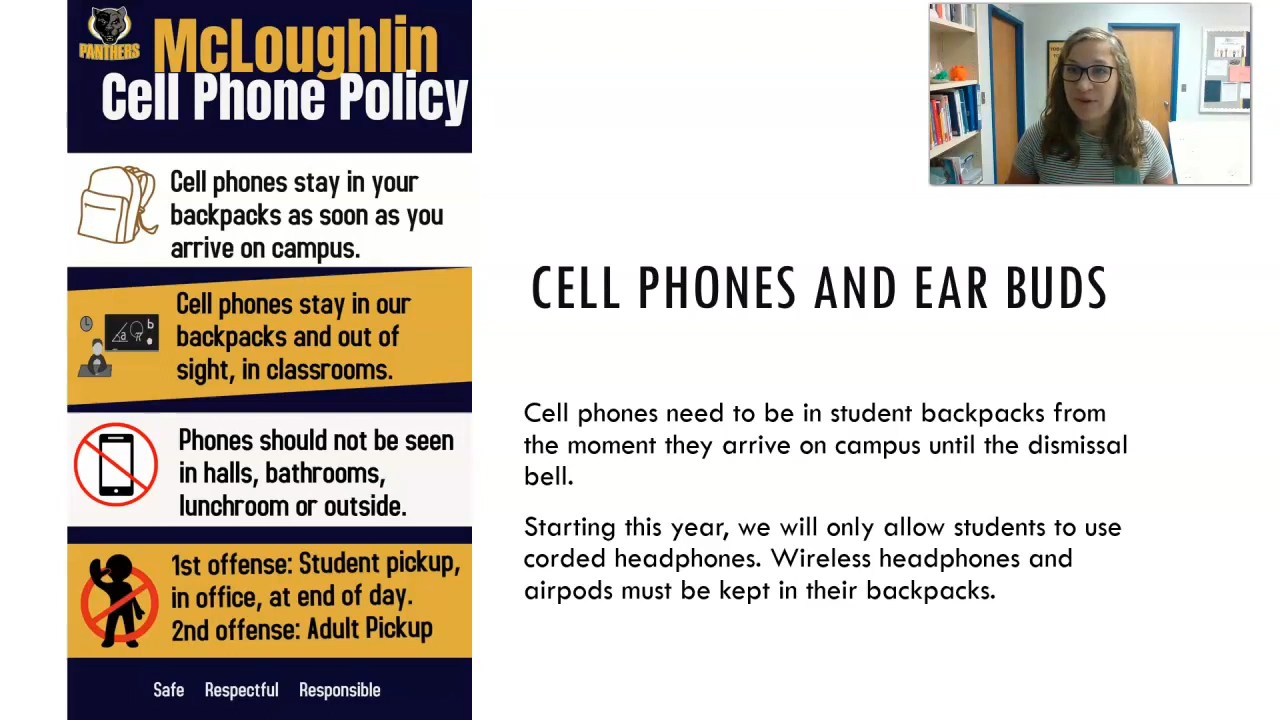 PANTHERS
McLoughlin
Cell Phone Policy
Cell phones stay in your
backpacks as soon as you
arrive on campus.
Cell phones stay in our
backpacks and out of
sight, in classrooms.
Phones should not be seen
in halls, bathrooms,
lunchroom or outside.
1st offense: Student pickup,
in office, at end of day.
2nd offense: Adult Pickup
Safe Respectful Responsible
CELL PHONES AND EAR BUDS
Cell phones need to be in student backpacks from
the moment they arrive on campus until the dismissal
bell.
Starting this year, we will only allow students to use
corded headphones. Wireless headphones and
airpods must be kept in their backpacks.